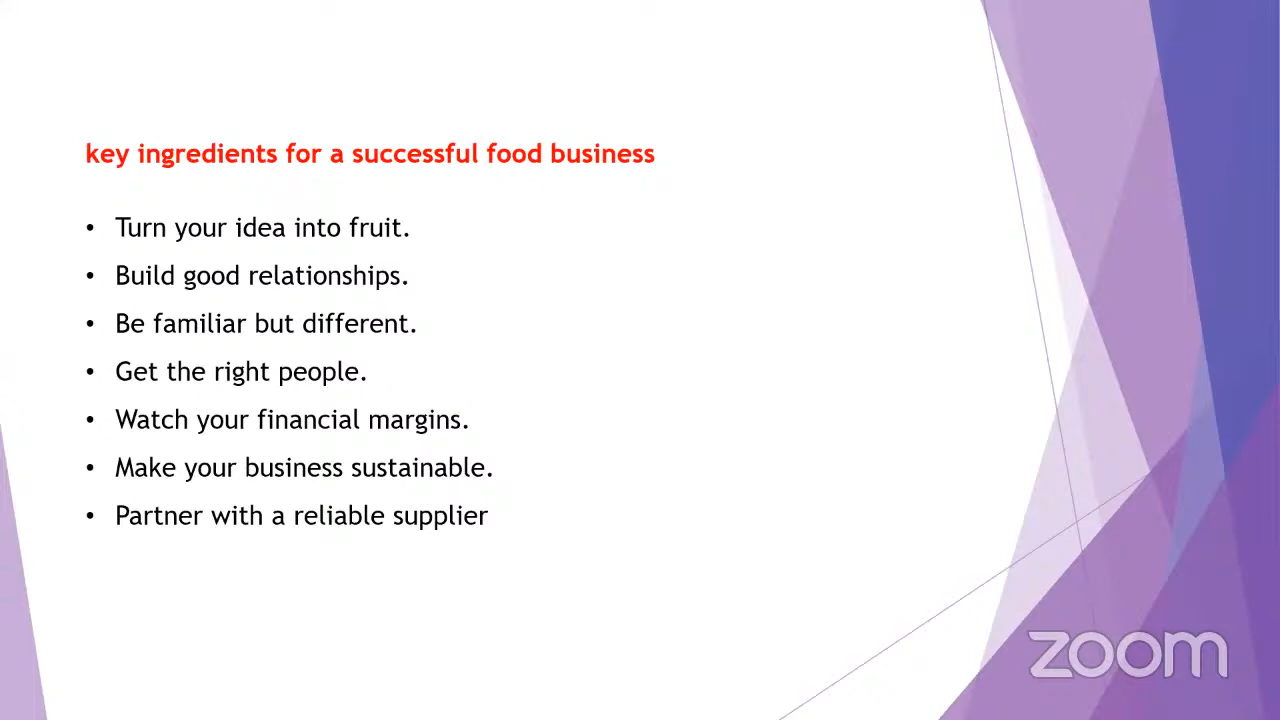 key ingredients for a successful food business
• Turn your idea into fruit.
• Build good relationships.
• Be familiar but different.
• Get the right people.
• Watch your financial margins.
• Make your business sustainable.
• Partner with a reliable supplier
zoom